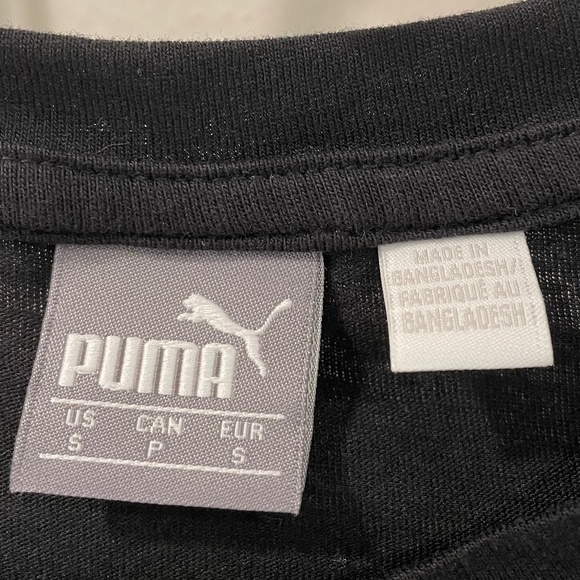 PUMA
US CAN EUR
S P S
MADE IN
BANGLADESH/
FABRIQUÉ AU
BANGLADESH